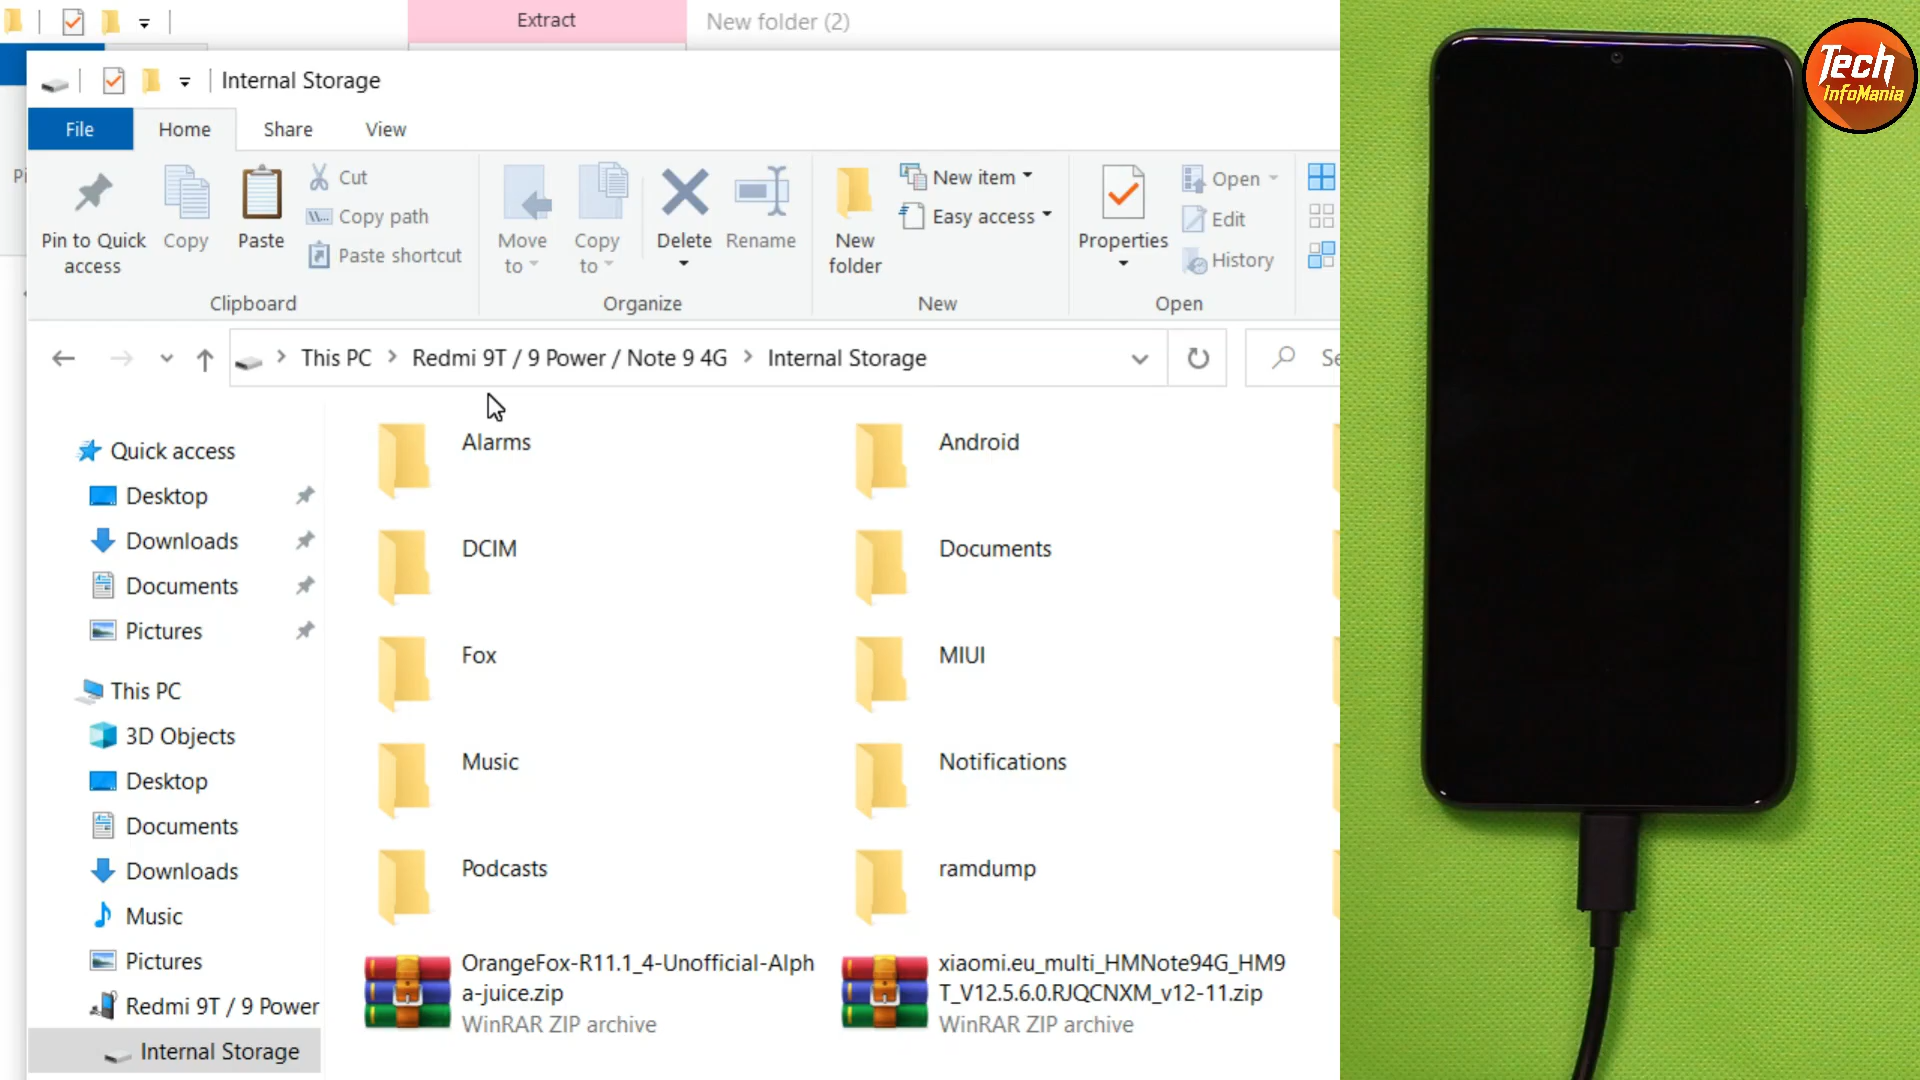 Extract
New folder (2)
Internal Storage
File
Home
Share
View
Pin to Quick access
Copy
Paste
Cut
Copy path
Paste shortcut
Clipboard
Move to
Copy to
Delete
Rename
Organize
New folder
New item
Easy access
New
Properties
Open
Edit
History
Open
This PC
Redmi 9T / 9 Power / Note 9 4G
Internal Storage
Quick access
Desktop
Downloads
Documents
Pictures
This PC
3D Objects
Desktop
Documents
Downloads
Music
Pictures
Redmi 9T / 9 Power
Internal Storage
Alarms
Android
DCIM
Documents
Fox
MIUI
Music
Notifications
Podcasts
ramdump
OrangeFox-R11.1_4-Unofficial-Alph
a-juice.zip
WinRAR ZIP archive
xiaomi.eu_multi_HMNote94G_HM9
T_V12.5.6.0.RJQCNXM_v12-11.zip
WinRAR ZIP archive
Tech
InfoMania